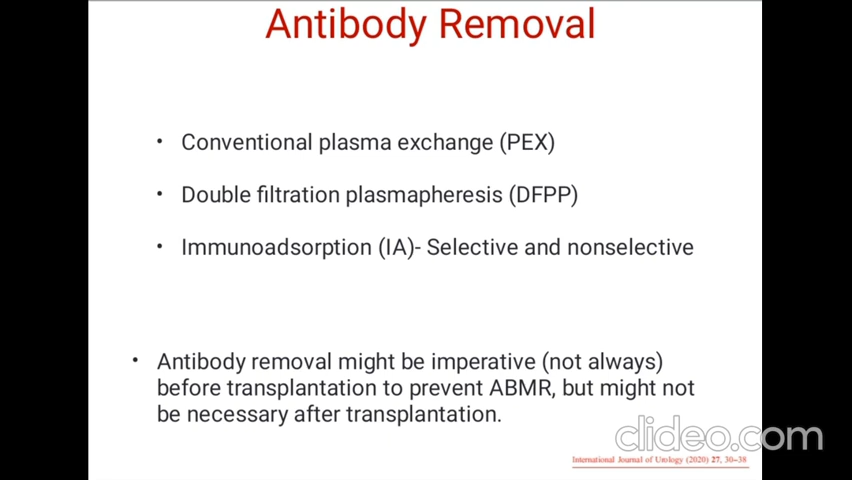 Antibody Removal
• Conventional plasma exchange (PEX)
• Double filtration plasmapheresis (DFPP)
• Immunoadsorption (IA)- Selective and nonselective
• Antibody removal might be imperative (not always)
before transplantation to prevent ABMR, but might not
be necessary after transplantation.
clideo.com
International Journal of Urology (2020) 27, 30–38